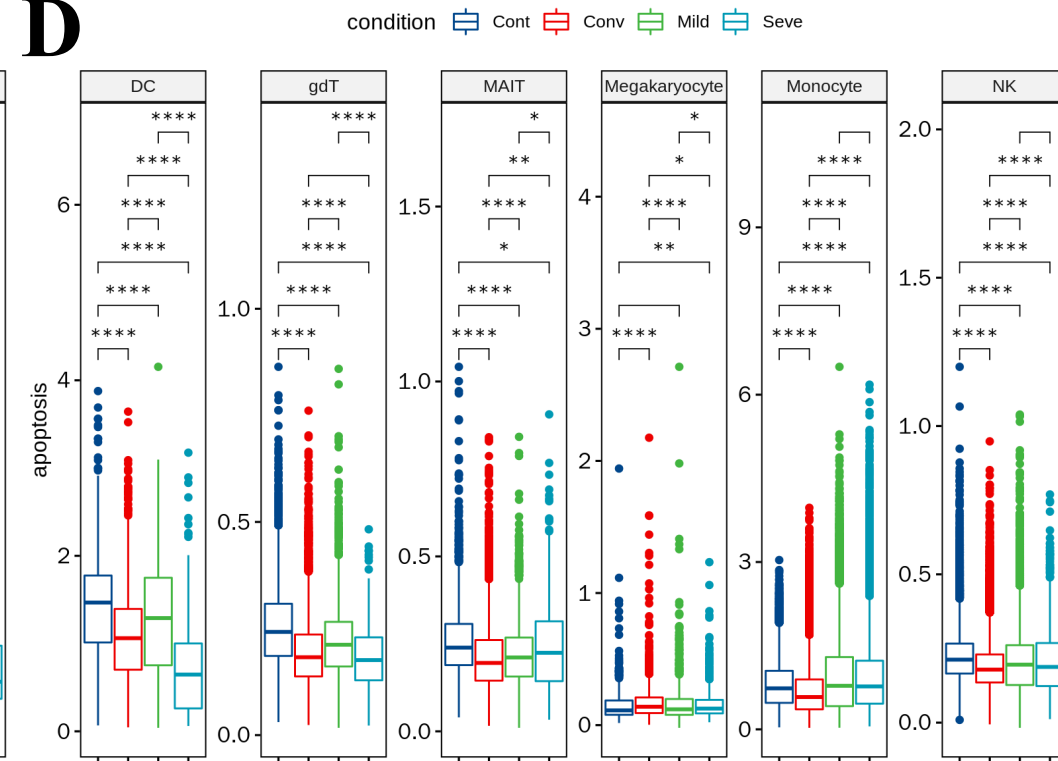 D
condition Cont Conv Mild Seve
DC gdT MAIT Megakaryocyte Monocyte NK
apoptosis
**** **** * *
**** ** * **** ****
**** **** **** **** **** ****
**** **** * ** **** ****
**** **** **** **** ****
**** **** **** **** **** ****
6
4
2
0
1.0
0.5
0.0
1.5
1.0
0.5
0.0
4
3
2
1
0
9
6
3
0
2.0
1.5
1.0
0.5
0.0